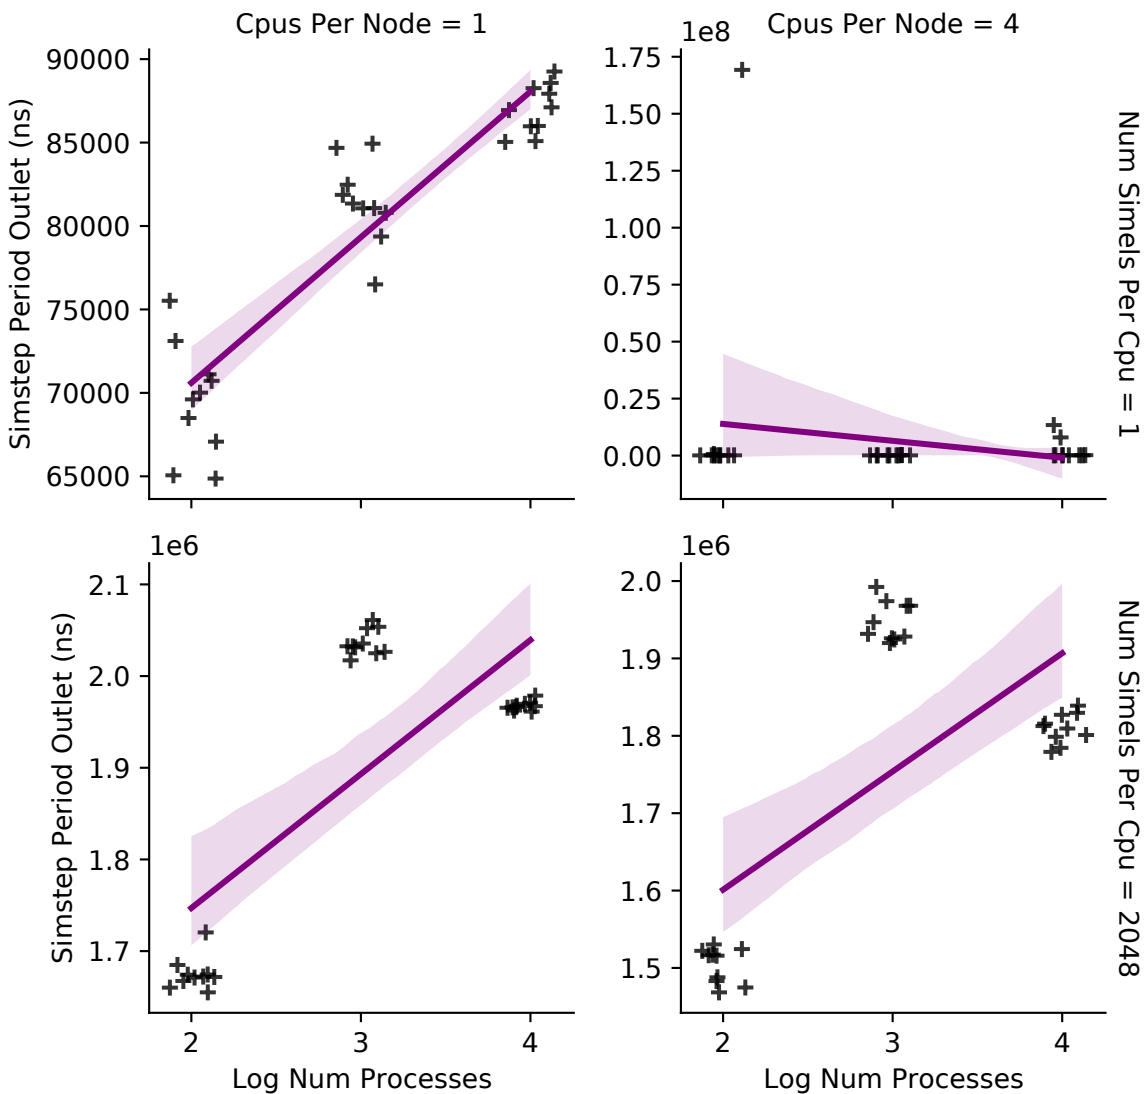 Cpus Per Node = 1
Cpus Per Node = 4
1e8
Simstep Period Outlet (ns)
90000
85000
80000
75000
70000
65000
1.75
1.50
1.25
1.00
0.75
0.50
0.25
0.00
Num Simels Per Cpu = 1
1e6
Simstep Period Outlet (ns)
2.1
2.0
1.9
1.8
1.7
2
3
4
Log Num Processes
1e6
2.0
1.9
1.8
1.7
1.6
1.5
2
3
4
Log Num Processes
Num Simels Per Cpu = 2048